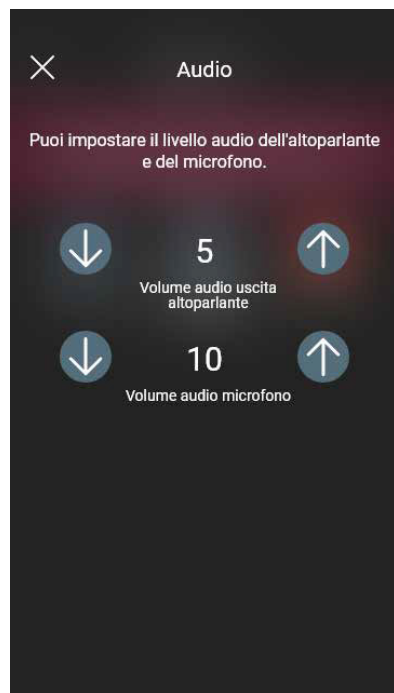 Audio
Puoi impostare il livello audio dell'altoparlante
e del microfono.
5
Volume audio uscita
altoparlante
10
Volume audio microfono